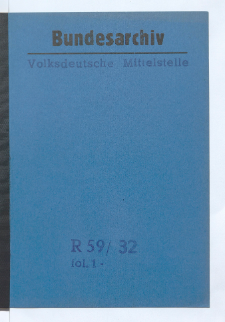 Bundesarchiv
Volksdeutsche Mittelstelle
R 59/ 32
fol. 1-